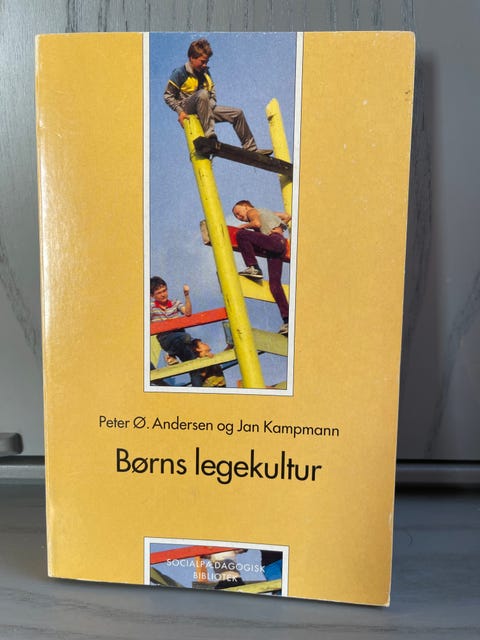 Peter Ø. Andersen og Jan Kampmann
Børns legekultur
SOCIALPÆDAGOGISK
BIBLIOTEK